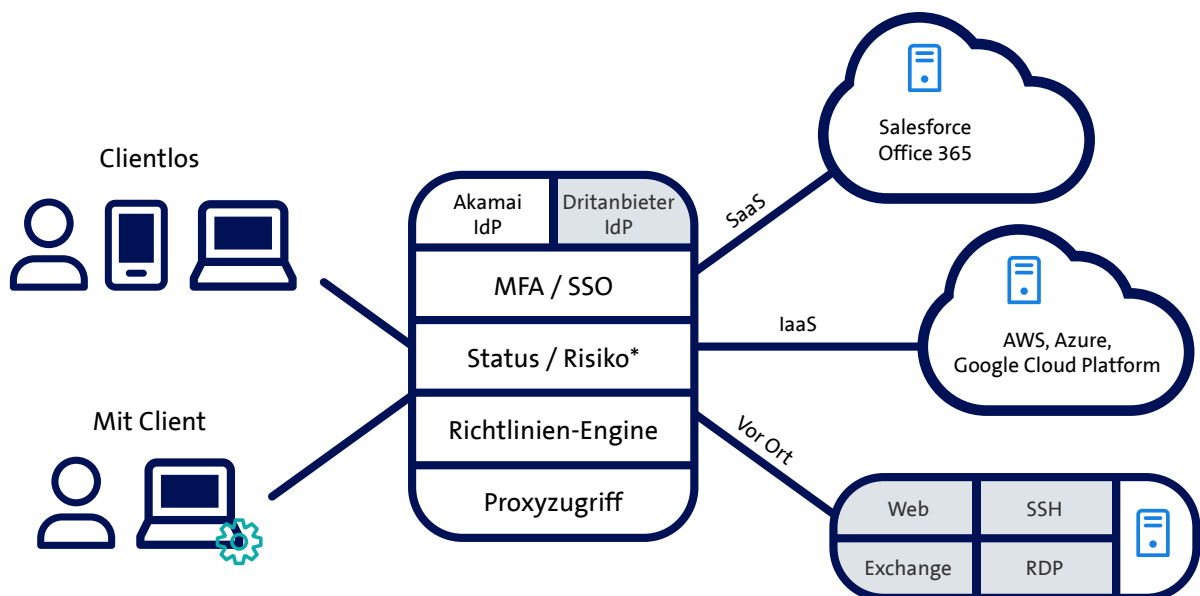 Clientlos
Mit Client
Akamai
IdP
Dritanbieter
IdP
MFA / SSO
Status / Risiko*
Richtlinien-Engine
Proxyzugriff
SaaS
IaaS
Vor Ort
Salesforce
Office 365
AWS, Azure,
Google Cloud Platform
Web
SSH
Exchange
RDP